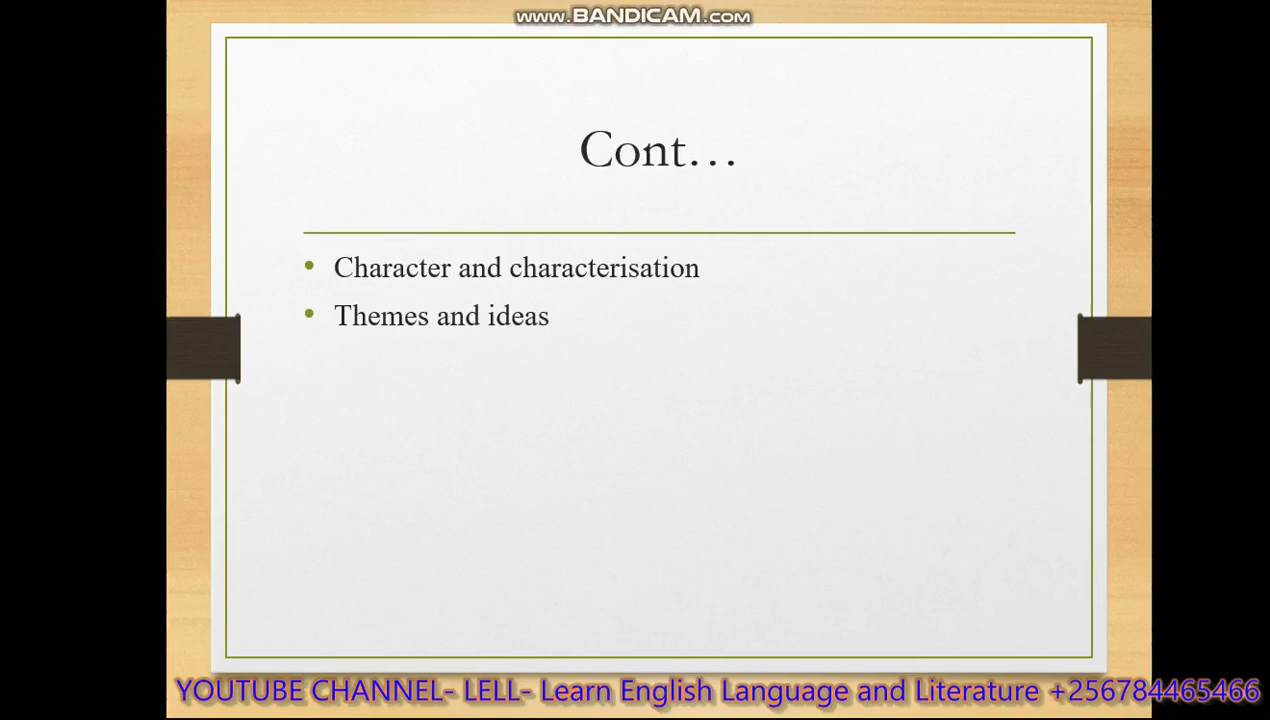 www.BANDICAM.com
Cont…
• Character and characterisation
• Themes and ideas
YOUTUBE CHANNEL- LELL- Learn English Language and Literature +256784465466